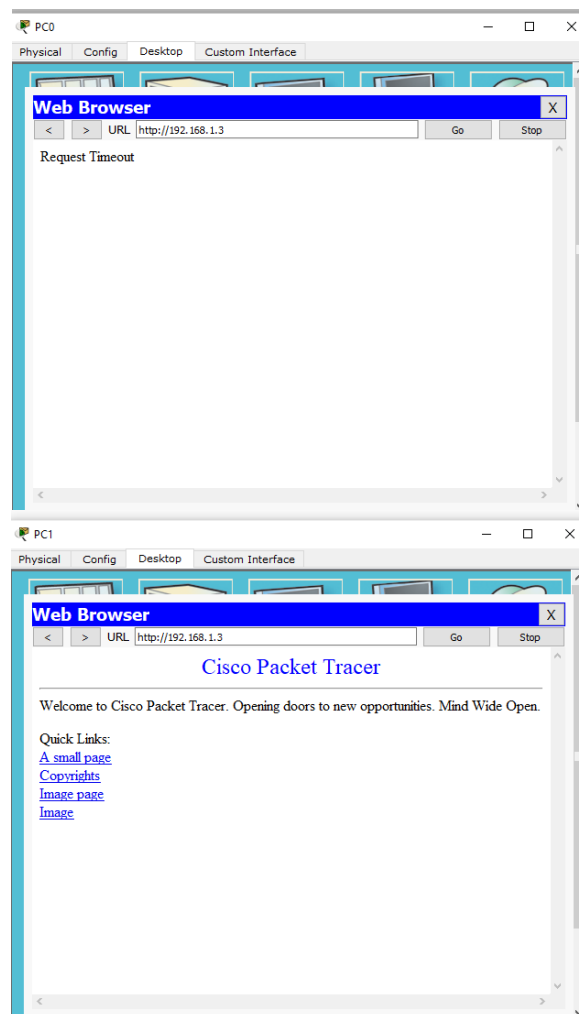 PC0
Physical Config Desktop Custom Interface
Web Browser X
< > URL http://192.168.1.3 Go Stop
Request Timeout
PC1
Physical Config Desktop Custom Interface
Web Browser X
< > URL http://192.168.1.3 Go Stop
Cisco Packet Tracer
Welcome to Cisco Packet Tracer. Opening doors to new opportunities. Mind Wide Open.
Quick Links:
A small page
Copyrights
Image page
Image